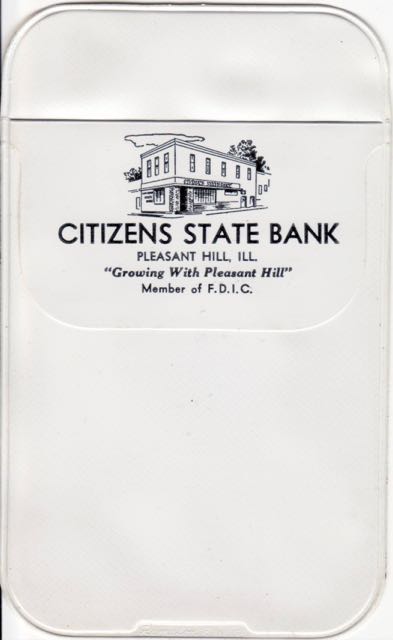 CITIZENS STATE BANK
PLEASANT HILL, ILL.
"Growing With Pleasant Hill"
Member of F.D.I.C.